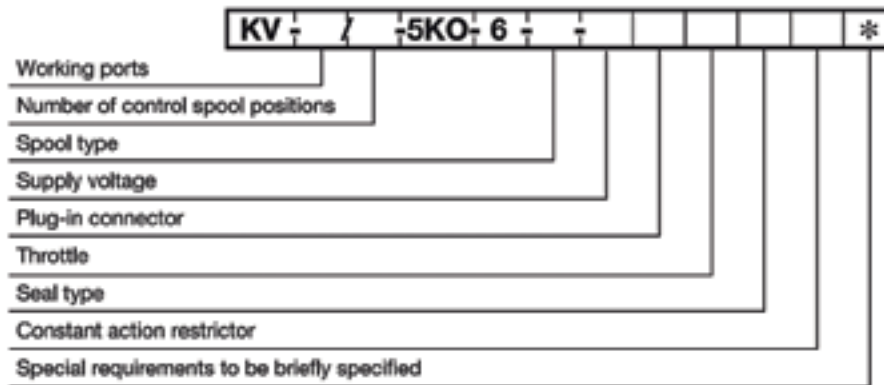 KV - / -5KO- 6 - - *
Working ports
Number of control spool positions
Spool type
Supply voltage
Plug-in connector
Throttle
Seal type
Constant action restrictor
Special requirements to be briefly specified